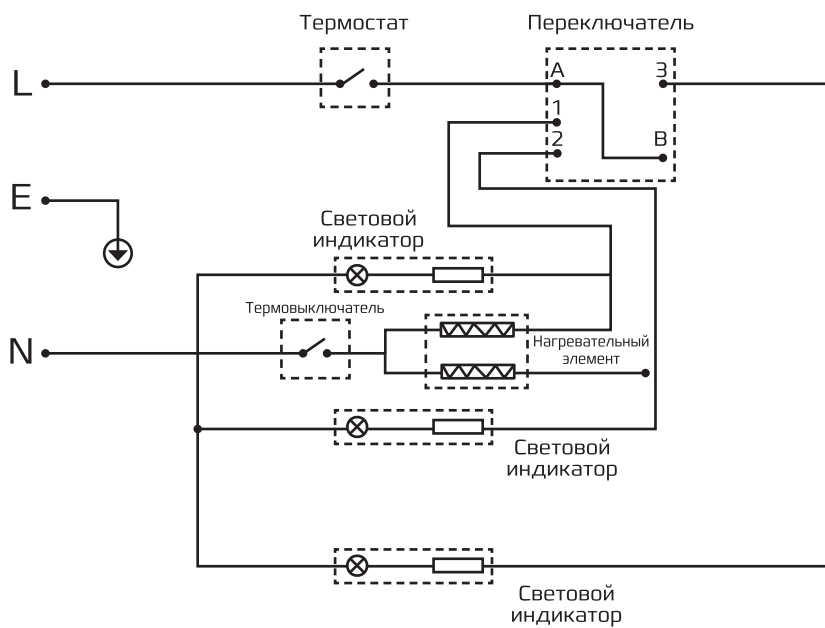 Термостат
Переключатель
L
A
3
1
2
B
E
Световой
индикатор
Термовыключатель
N
Нагревательный
элемент
Световой
индикатор
Световой
индикатор